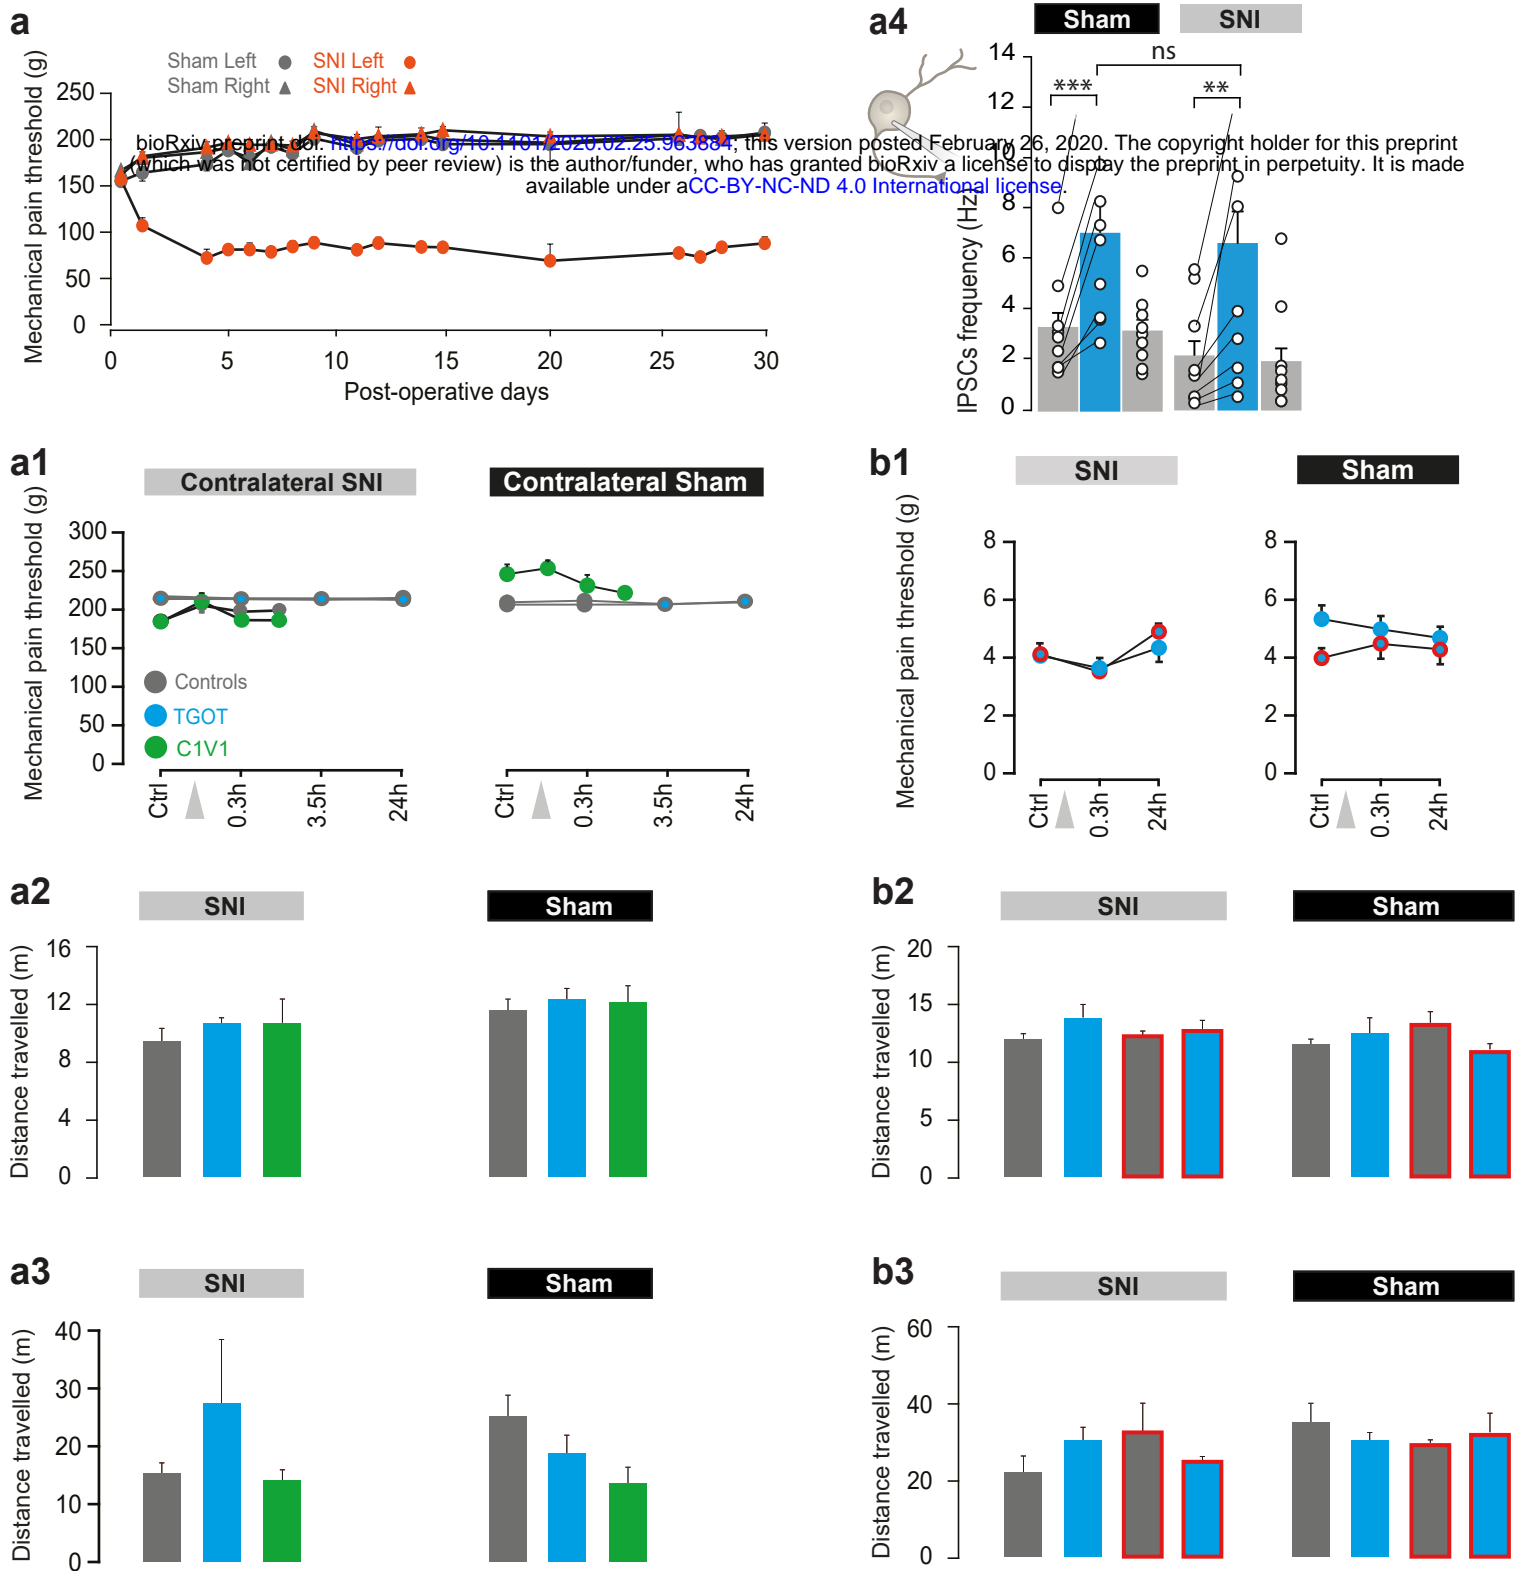 a
Mechanical pain threshold (g)
Sham Left
SNI Left
Sham Right
SNI Right
250
200
150
100
50
0
0
5
10
15
20
25
30
Post-operative days
bioRxiv preprint doi: https://doi.org/10.1101/2020.02.25.963884; this version posted February 26, 2020. The copyright holder for this preprint
(which was not certified by peer review) is the author/funder, who has granted bioRxiv a license to display the preprint in perpetuity. It is made
available under aCC-BY-NC-ND 4.0 International license.
a4
Sham
SNI
IPSCs frequency (Hz)
14
12
10
8
6
4
2
0
***
ns
**
a1
Contralateral SNI
Contralateral Sham
Mechanical pain threshold (g)
300
250
200
150
100
50
0
Controls
TGOT
C1V1
Ctrl
0.3h
3.5h
24h
Ctrl
0.3h
3.5h
24h
b1
SNI
Sham
Mechanical pain threshold (g)
8
6
4
2
0
8
6
4
2
0
Ctrl
0.3h
24h
Ctrl
0.3h
24h
a2
SNI
Sham
Distance travelled (m)
16
12
8
4
0
b2
SNI
Sham
Distance travelled (m)
20
15
10
5
0
a3
SNI
Sham
Distance travelled (m)
40
30
20
10
0
b3
SNI
Sham
Distance travelled (m)
60
40
20
0